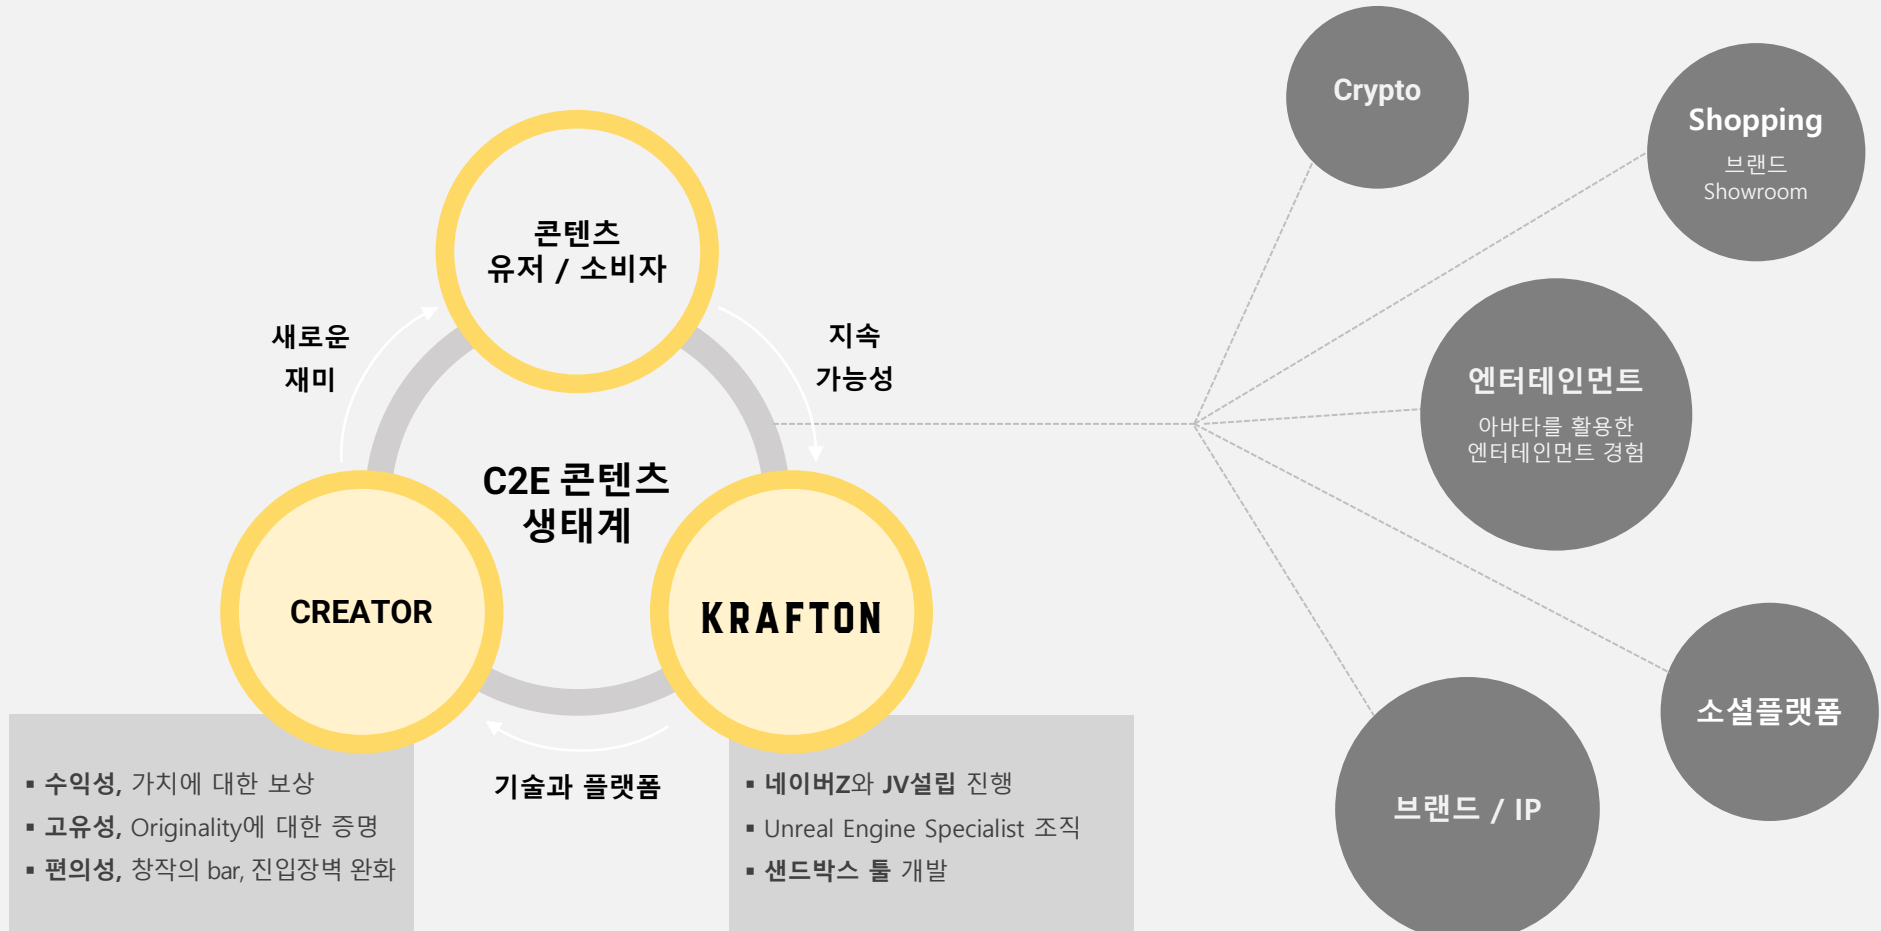 콘텐츠
유저 / 소비자
새로운
재미
지속
가능성
C2E 콘텐츠
생태계
CREATOR
KRAFTON
기술과 플랫폼
▪ 수익성, 가치에 대한 보상
▪ 고유성, Originality에 대한 증명
▪ 편의성, 창작의 bar, 진입장벽 완화
▪ 네이버Z와 JV설립 진행
▪ Unreal Engine Specialist 조직
▪ 샌드박스 툴 개발
Crypto
Shopping
브랜드
Showroom
엔터테인먼트
아바타를 활용한
엔터테인먼트 경험
소셜플랫폼
브랜드 / IP